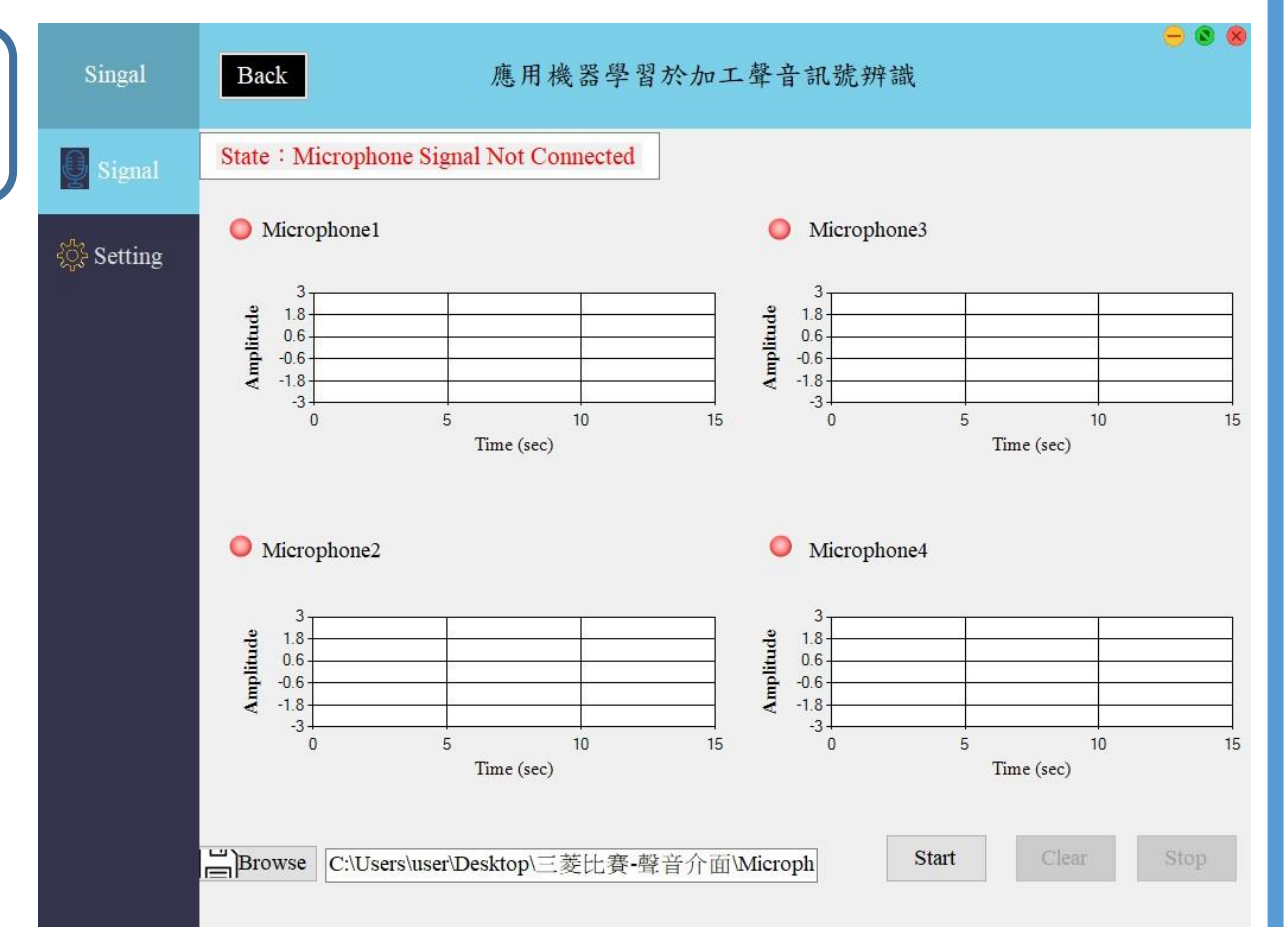 Singal
Back
應用機器學習於加工聲音訊號辨識
Signal
Setting
State：Microphone Signal Not Connected
Microphone1
Amplitude
3
1.8
0.6
-0.6
-1.8
-3
0 5 10 15
Time (sec)
Microphone3
Amplitude
3
1.8
0.6
-0.6
-1.8
-3
0 5 10 15
Time (sec)
Microphone2
Amplitude
3
1.8
0.6
-0.6
-1.8
-3
0 5 10 15
Time (sec)
Microphone4
Amplitude
3
1.8
0.6
-0.6
-1.8
-3
0 5 10 15
Time (sec)
Browse
C:\Users\user\Desktop\三菱比賽-聲音介面\Microph
Start
Clear
Stop